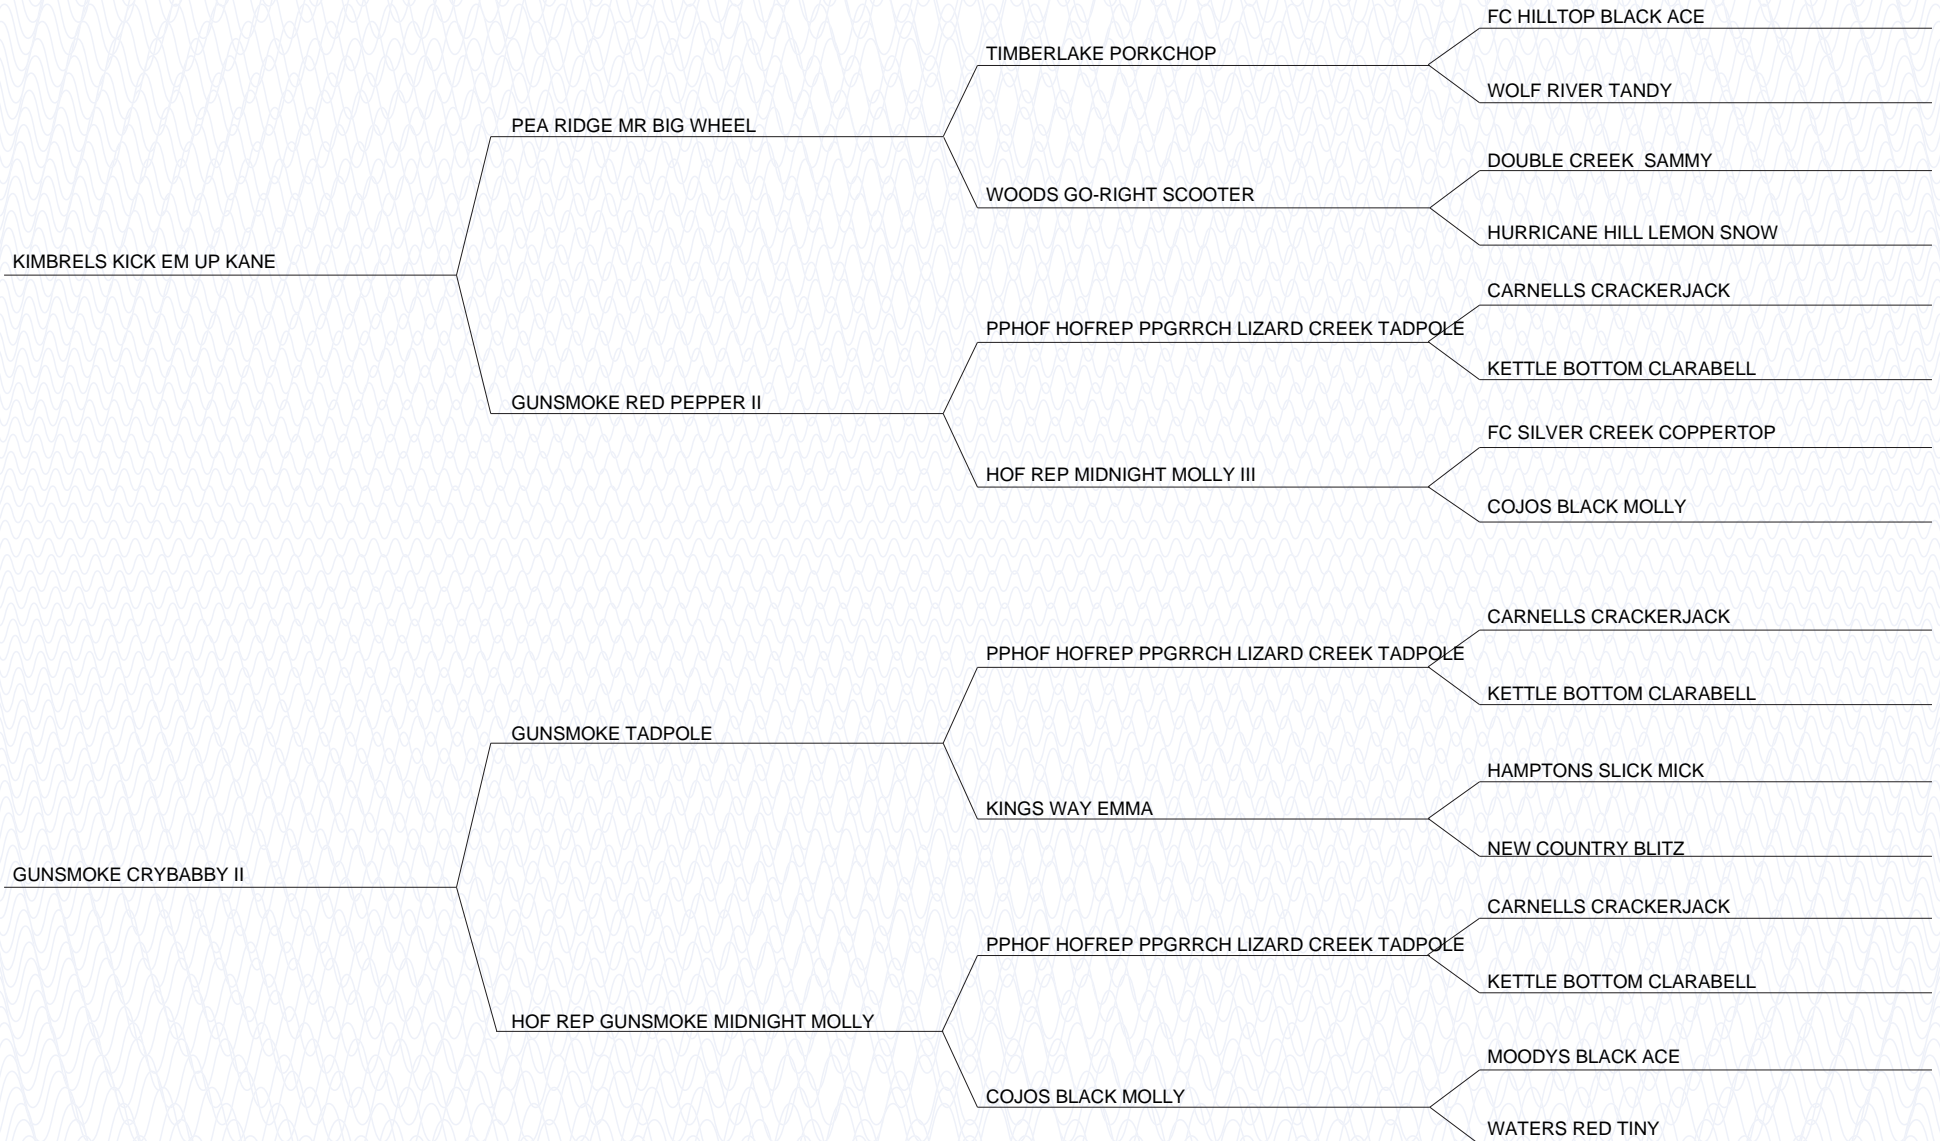 FC HILLTOP BLACK ACE
TIMBERLAKE PORKCHOP
WOLF RIVER TANDY
PEA RIDGE MR BIG WHEEL
DOUBLE CREEK  SAMMY
WOODS GO-RIGHT SCOOTER
HURRICANE HILL LEMON SNOW
KIMBRELS KICK EM UP KANE
CARNELLS CRACKERJACK
PPHOF HOFREP PPGRRCH LIZARD CREEK TADPOLE
KETTLE BOTTOM CLARABELL
GUNSMOKE RED PEPPER II
FC SILVER CREEK COPPERTOP
HOF REP MIDNIGHT MOLLY III
COJOS BLACK MOLLY
CARNELLS CRACKERJACK
PPHOF HOFREP PPGRRCH LIZARD CREEK TADPOLE
KETTLE BOTTOM CLARABELL
GUNSMOKE TADPOLE
HAMPTONS SLICK MICK
KINGS WAY EMMA
NEW COUNTRY BLITZ
GUNSMOKE CRYBABBY II
CARNELLS CRACKERJACK
PPHOF HOFREP PPGRRCH LIZARD CREEK TADPOLE
KETTLE BOTTOM CLARABELL
HOF REP GUNSMOKE MIDNIGHT MOLLY
MOODYS BLACK ACE
COJOS BLACK MOLLY
WATERS RED TINY